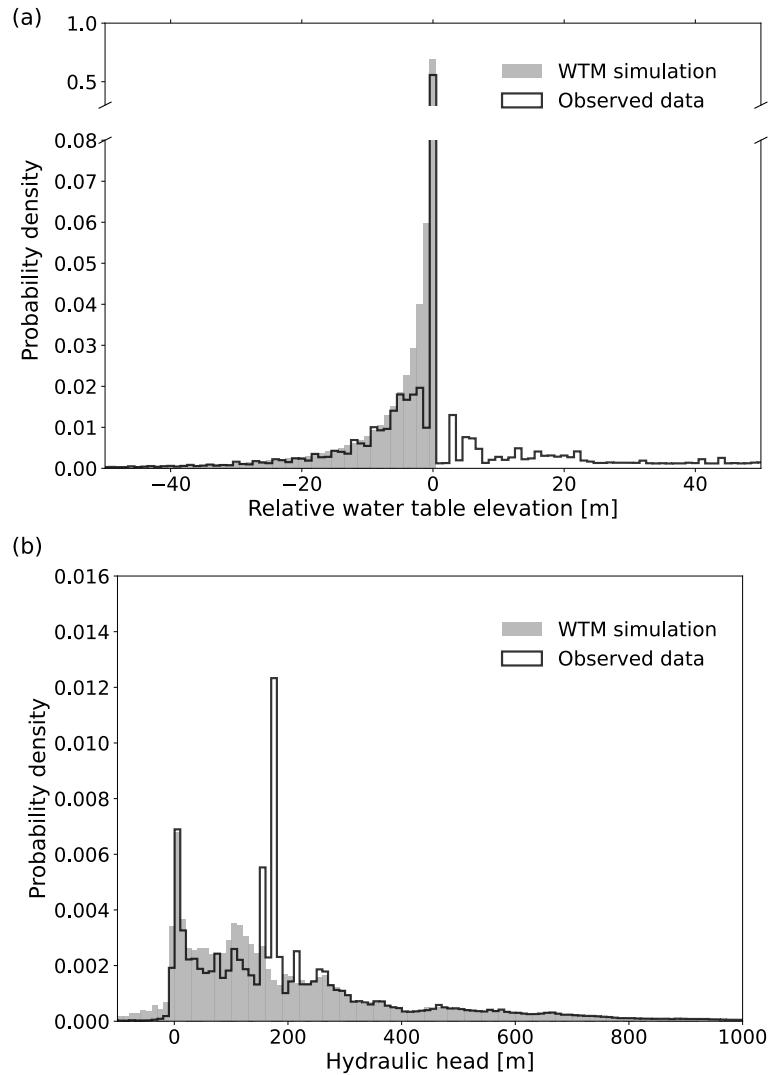 (a)
1.0
0.5
WTM simulation
Observed data
0.08
0.07
0.06
0.05
0.04
0.03
0.02
0.01
0.00
Probability density
−40 −20 0 20 40
Relative water table elevation [m]
(b)
0.016
0.014
0.012
0.010
0.008
0.006
0.004
0.002
0.000
WTM simulation
Observed data
Probability density
0 200 400 600 800 1000
Hydraulic head [m]